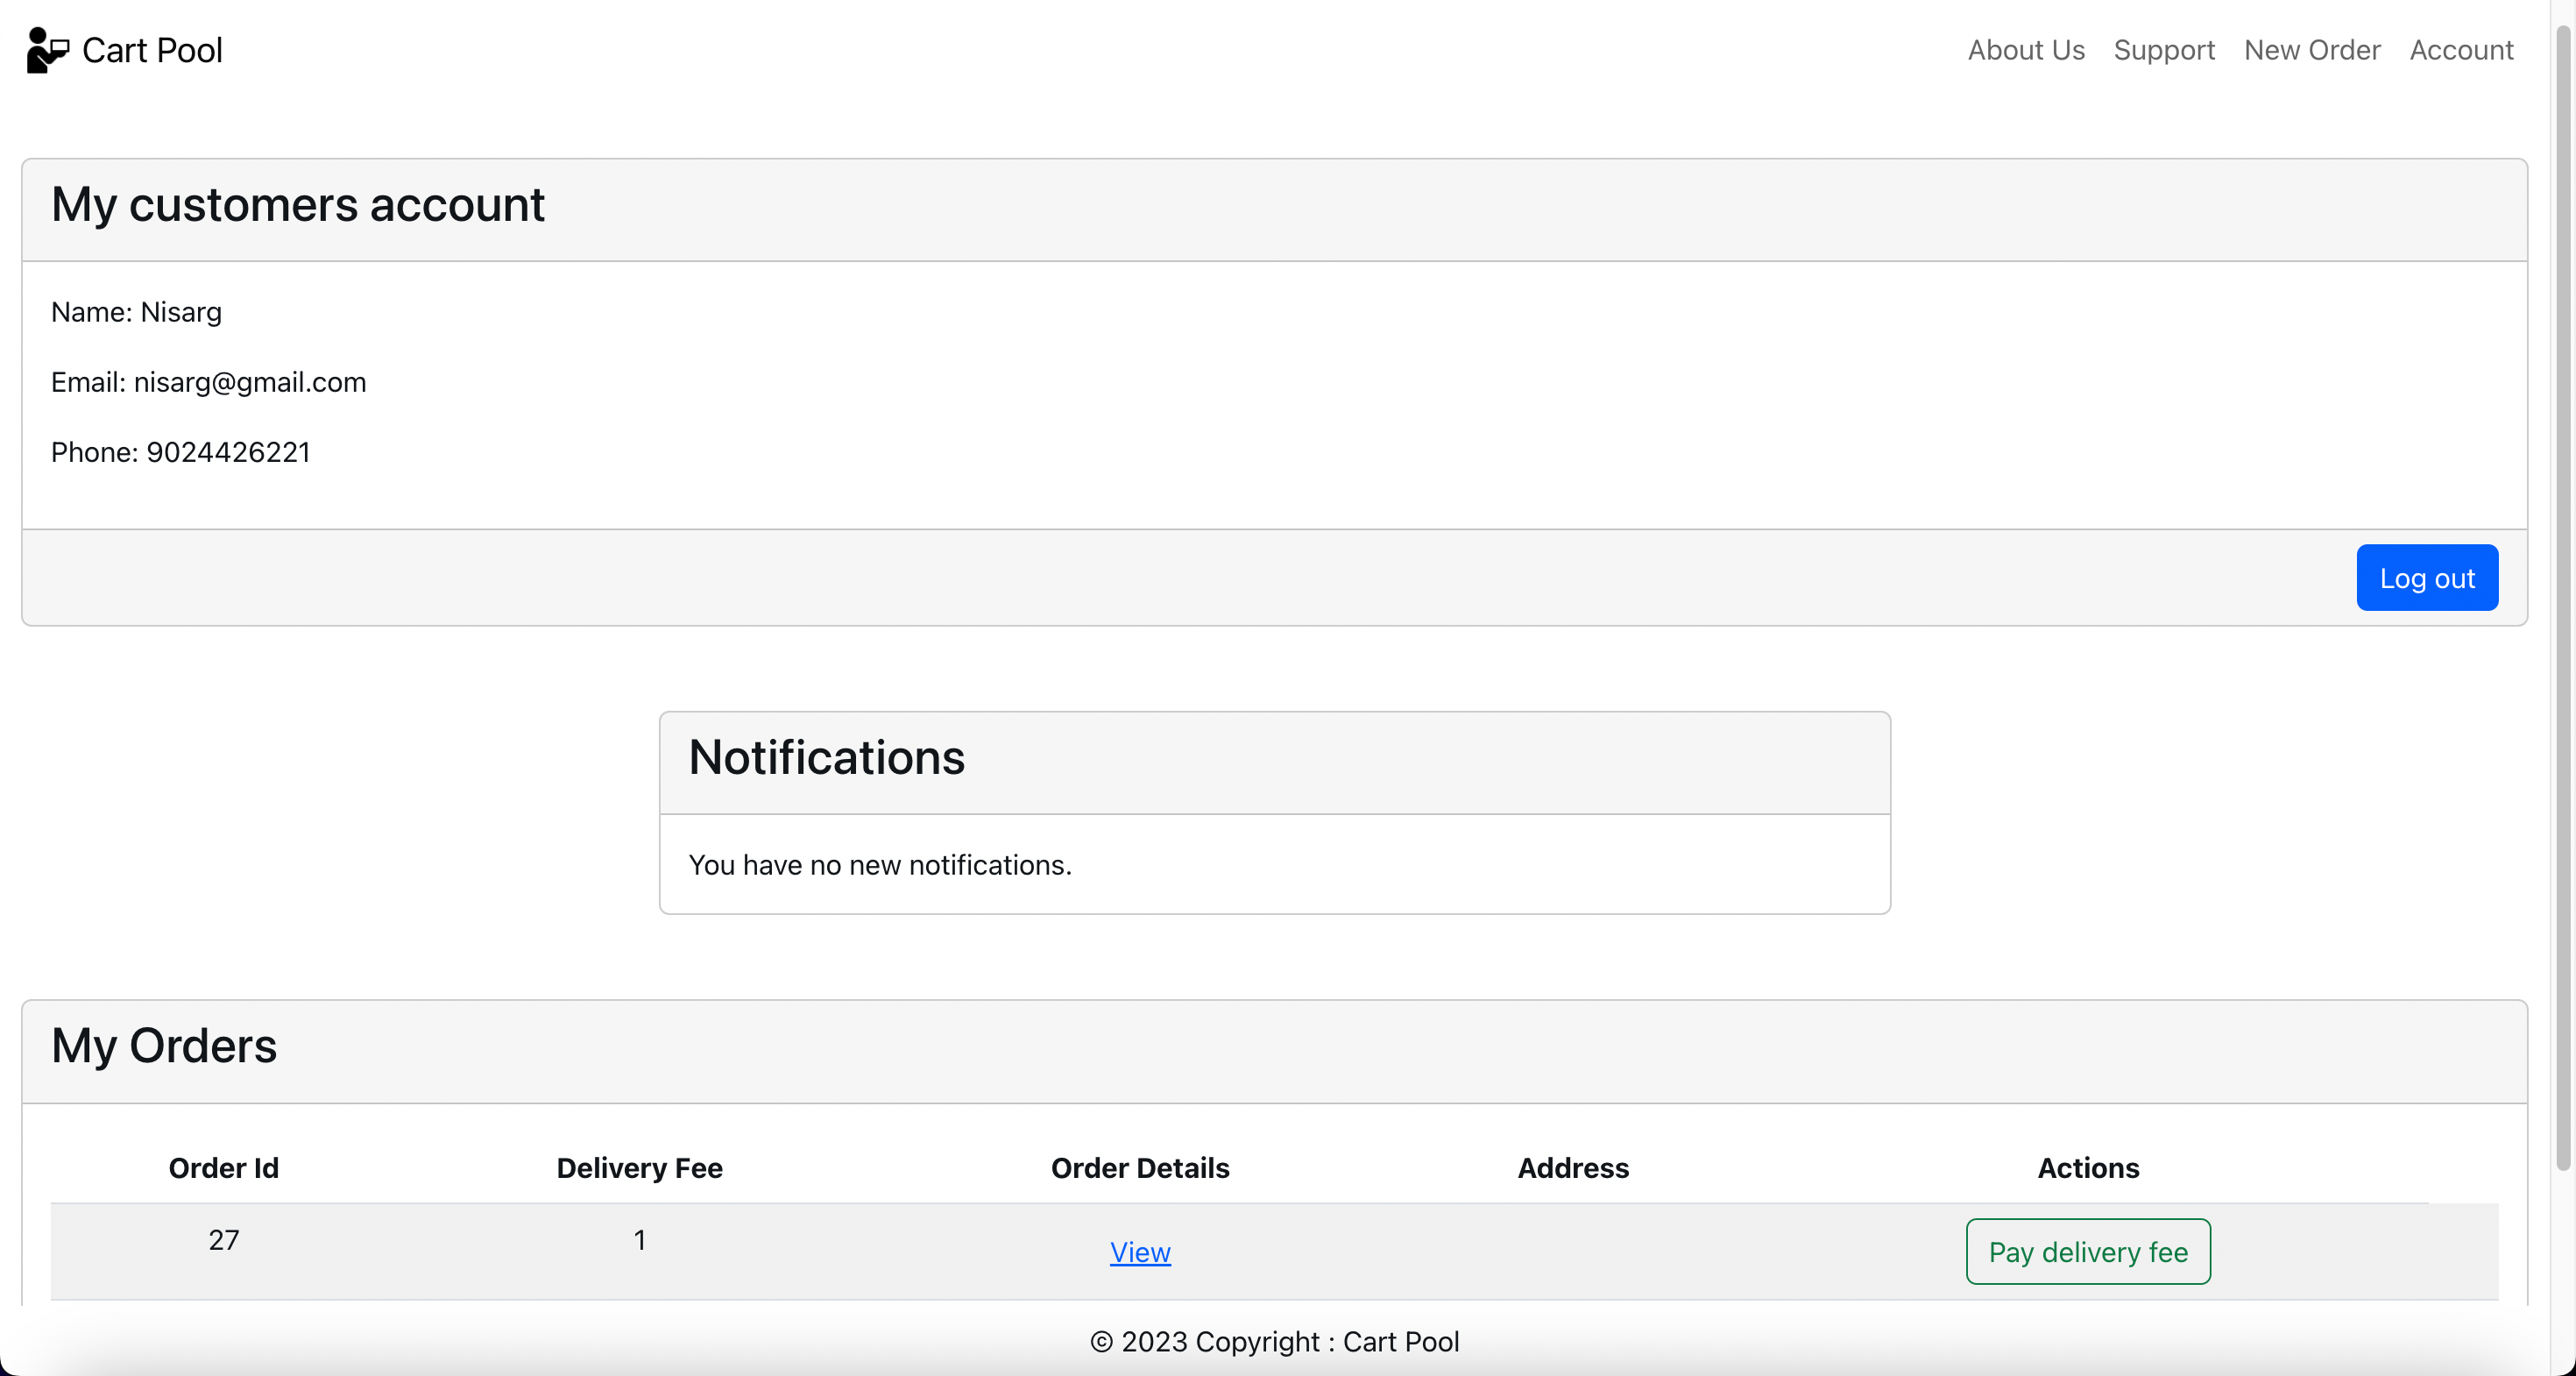 Cart Pool
About Us Support New Order Account
My customers account
Name: Nisarg
Email: nisarg@gmail.com
Phone: 9024426221
Log out
Notifications
You have no new notifications.
My Orders
Order Id Delivery Fee Order Details Address Actions
27 1 View Pay delivery fee
© 2023 Copyright : Cart Pool